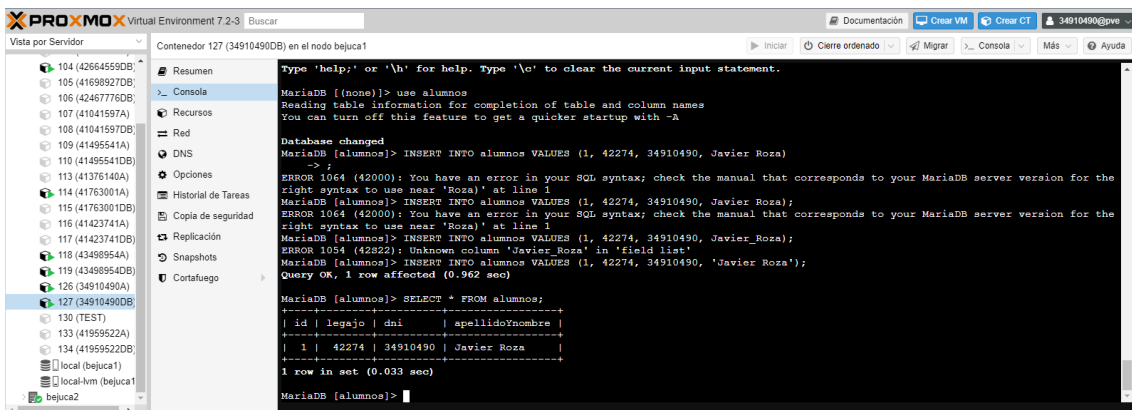 PROXMOX Virtual Environment 7.2-3 Buscar
Documentación Crear VM Crear CT 34910490@pve
Vista por Servidor
104 (42664559DB)
105 (41698927DB)
106 (42467776DB)
107 (41041597A)
108 (41041597DB)
109 (41495541A)
110 (41495541DB)
113 (41376140A)
114 (41763001A)
115 (41763001DB)
116 (41423741A)
117 (41423741DB)
118 (43498954A)
119 (43498954DB)
126 (34910490A)
127 (34910490DB)
130 (TEST)
133 (41959522A)
134 (41959522DB)
local (bejuca1)
local-lvm (bejuca1
bejuca2
Contenedor 127 (34910490DB) en el nodo bejuca1
Iniciar Cierre ordenado Migrar >_ Consola Más Ayuda
Resumen
>_ Consola
Recursos
Red
DNS
Opciones
Historial de Tareas
Copia de seguridad
Replicación
Snapshots
Cortafuego
Type 'help;' or '\h' for help. Type '\c' to clear the current input statement.
MariaDB [(none)]> use alumnos
Reading table information for completion of table and column names
You can turn off this feature to get a quicker startup with -A
Database changed
MariaDB [alumnos]> INSERT INTO alumnos VALUES (1, 42274, 34910490, Javier Roza)
-> ;
ERROR 1064 (42000): You have an error in your SQL syntax; check the manual that corresponds to your MariaDB server version for the
right syntax to use near 'Roza)' at line 1
MariaDB [alumnos]> INSERT INTO alumnos VALUES (1, 42274, 34910490, Javier Roza);
ERROR 1064 (42000): You have an error in your SQL syntax; check the manual that corresponds to your MariaDB server version for the
right syntax to use near 'Roza)' at line 1
MariaDB [alumnos]> INSERT INTO alumnos VALUES (1, 42274, 34910490, Javier_Roza);
ERROR 1054 (42S22): Unknown column 'Javier_Roza' in 'field list'
MariaDB [alumnos]> INSERT INTO alumnos VALUES (1, 42274, 34910490, 'Javier Roza');
Query OK, 1 row affected (0.962 sec)
MariaDB [alumnos]> SELECT * FROM alumnos;
+----+---------+----------+------------------+
| id | legajo | dni | apellidoYnombre |
+----+---------+----------+------------------+
| 1 | 42274 | 34910490 | Javier Roza |
+----+---------+----------+------------------+
1 row in set (0.033 sec)
MariaDB [alumnos]>